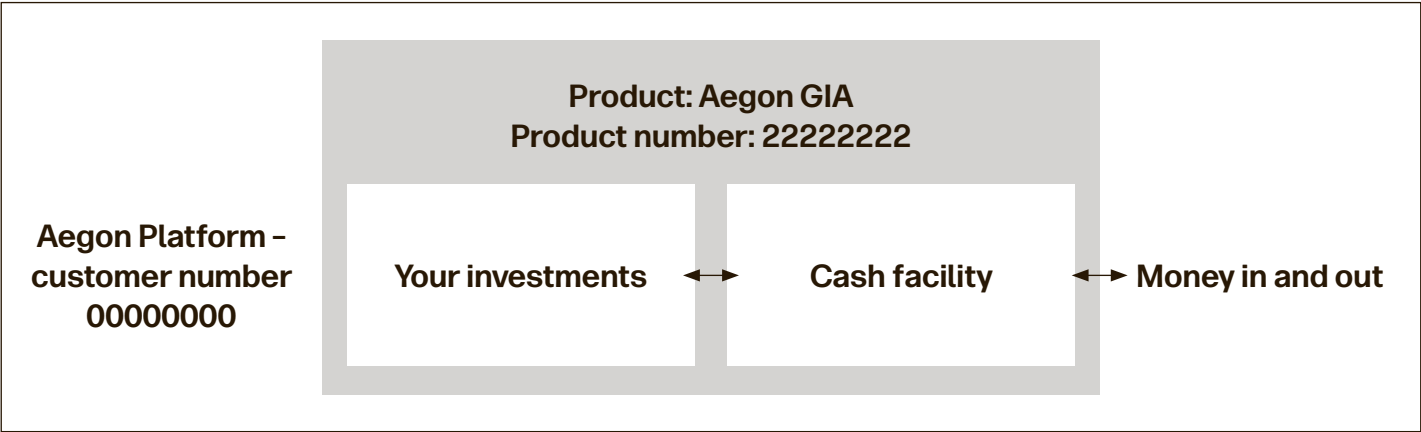 Product: Aegon GIA
Product number: 22222222
Aegon Platform –
customer number
00000000
Your investments
Cash facility
Money in and out